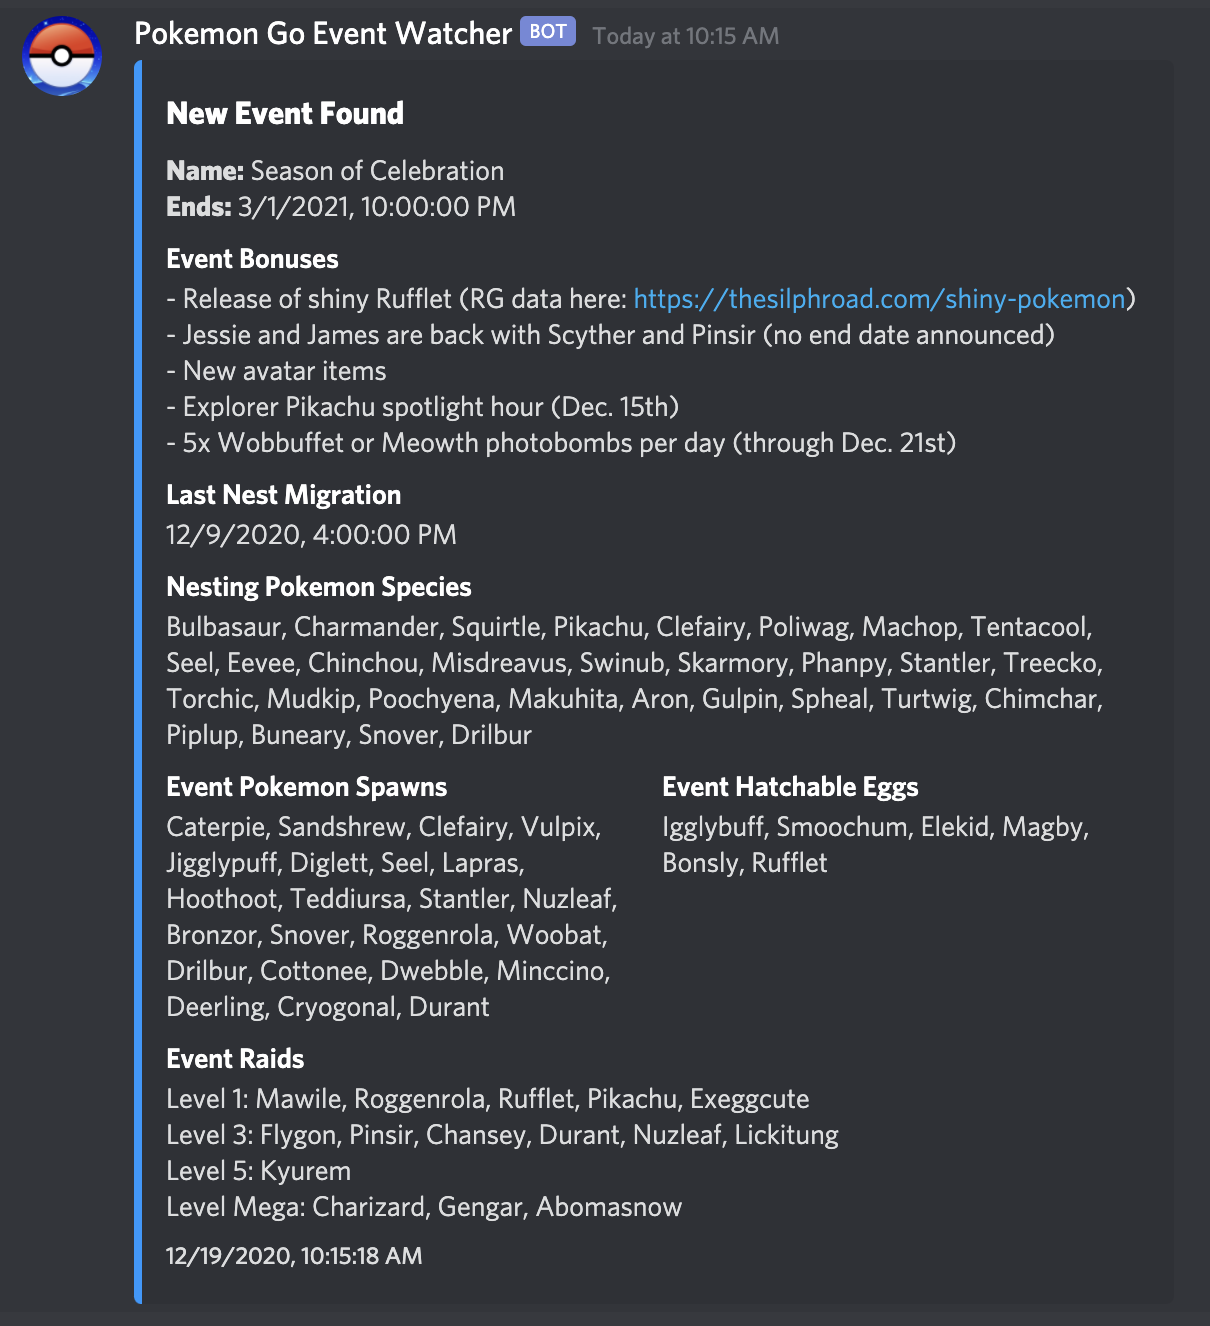 Pokemon Go Event Watcher BOT Today at 10:15 AM
New Event Found
Name: Season of Celebration
Ends: 3/1/2021, 10:00:00 PM
Event Bonuses
- Release of shiny Rufflet (RG data here: https://thesilphroad.com/shiny-pokemon)
- Jessie and James are back with Scyther and Pinsir (no end date announced)
- New avatar items
- Explorer Pikachu spotlight hour (Dec. 15th)
- 5x Wobbuffet or Meowth photobombs per day (through Dec. 21st)
Last Nest Migration
12/9/2020, 4:00:00 PM
Nesting Pokemon Species
Bulbasaur, Charmander, Squirtle, Pikachu, Clefairy, Poliwag, Machop, Tentacool,
Seel, Eevee, Chinchou, Misdreavus, Swinub, Skarmory, Phanpy, Stantler, Treecko,
Torchic, Mudkip, Poochyena, Makuhita, Aron, Gulpin, Spheal, Turtwig, Chimchar,
Piplup, Buneary, Snover, Drilbur
Event Pokemon Spawns
Caterpie, Sandshrew, Clefairy, Vulpix,
Jigglypuff, Diglett, Seel, Lapras,
Hoothoot, Teddiursa, Stantler, Nuzleaf,
Bronzor, Snover, Roggenrola, Woobat,
Drilbur, Cottonee, Dwebble, Minccino,
Deerling, Cryogonal, Durant
Event Hatchable Eggs
Igglybuff, Smoochum, Elekid, Magby,
Bonsly, Rufflet
Event Raids
Level 1: Mawile, Roggenrola, Rufflet, Pikachu, Exeggcute
Level 3: Flygon, Pinsir, Chansey, Durant, Nuzleaf, Lickitung
Level 5: Kyurem
Level Mega: Charizard, Gengar, Abomasnow
12/19/2020, 10:15:18 AM